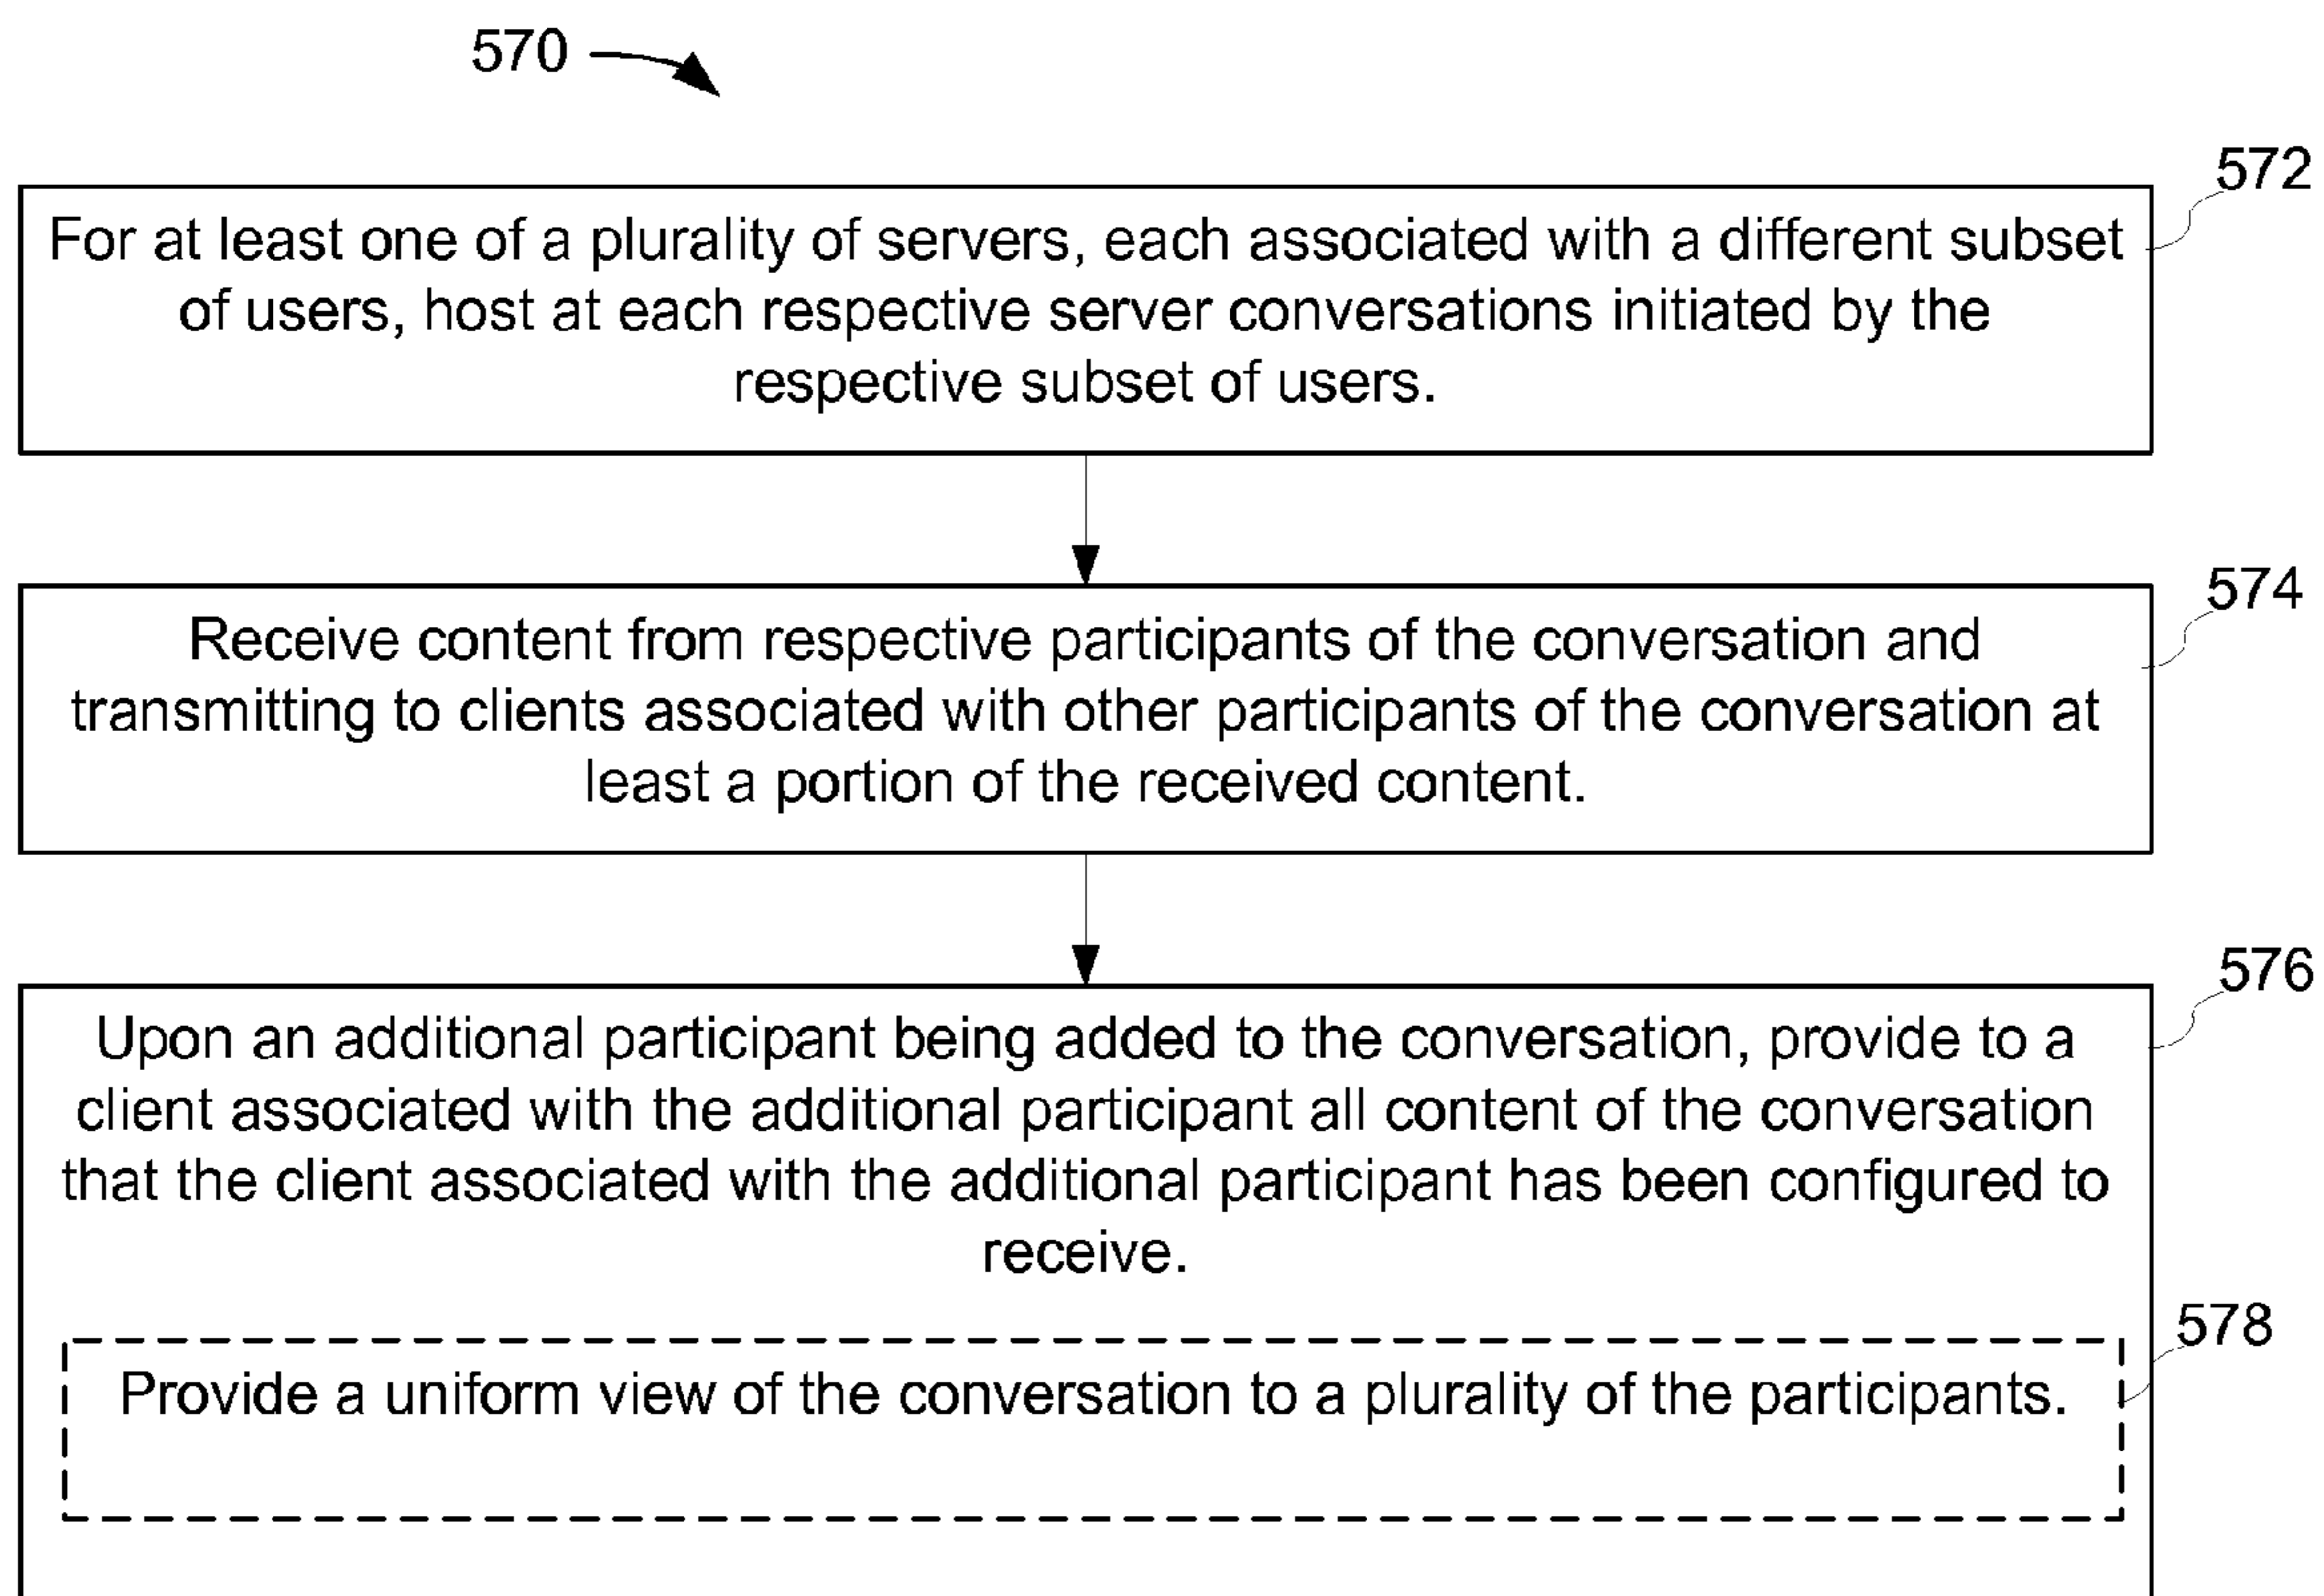 570
572
For at least one of a plurality of servers, each associated with a different subset
of users, host at each respective server conversations initiated by the
respective subset of users.
574
Receive content from respective participants of the conversation and
transmitting to clients associated with other participants of the conversation at
least a portion of the received content.
576
Upon an additional participant being added to the conversation, provide to a
client associated with the additional participant all content of the conversation
that the client associated with the additional participant has been configured to
receive.
578
Provide a uniform view of the conversation to a plurality of the participants.